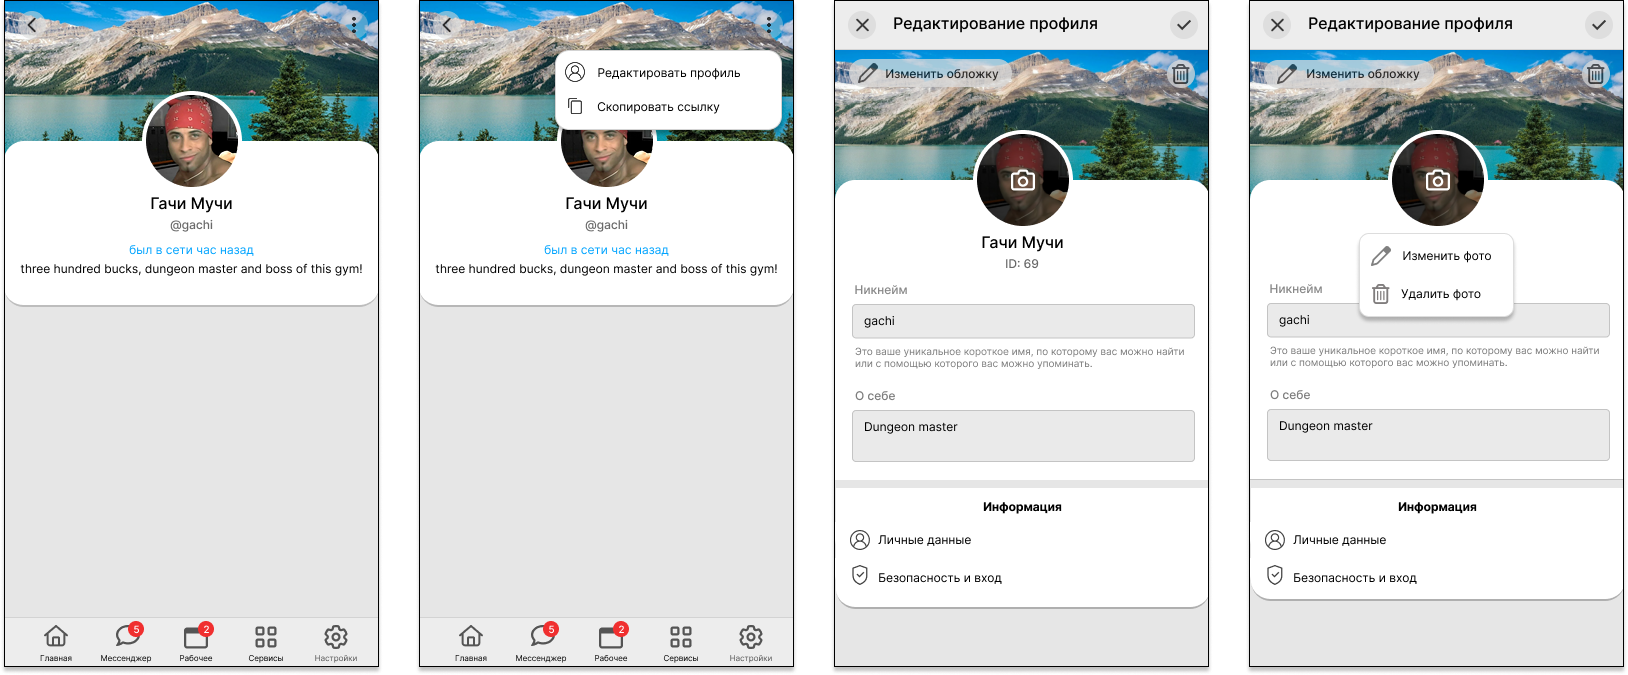 Гачи Мучи
@gachi
был в сети час назад
three hundred bucks, dungeon master and boss of this gym!
Главная
5
Мессенджер
2
Рабочее
Сервисы
Настройки
Редактировать профиль
Скопировать ссылку
Гачи Мучи
@gachi
был в сети час назад
three hundred bucks, dungeon master and boss of this gym!
Главная
5
Мессенджер
2
Рабочее
Сервисы
Настройки
Редактирование профиля
Изменить обложку
Гачи Мучи
ID: 69
Никнейм
gachi
Это ваше уникальное короткое имя, по которому вас можно найти
или с помощью которого вас можно упоминать.
О себе
Dungeon master
Информация
Личные данные
Безопасность и вход
Редактирование профиля
Изменить обложку
Изменить фото
Удалить фото
Никнейм
gachi
Это ваше уникальное короткое имя, по которому вас можно найти
или с помощью которого вас можно упоминать.
О себе
Dungeon master
Информация
Личные данные
Безопасность и вход